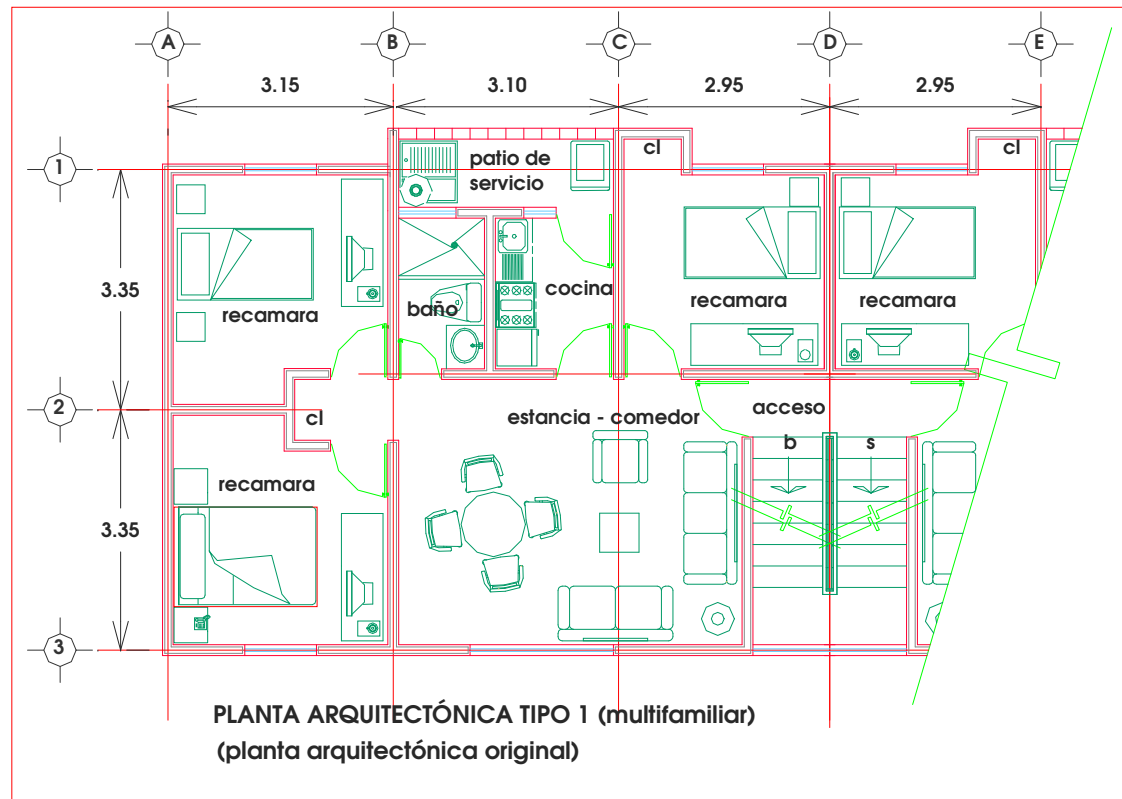 A
B
C
D
E
3.15
3.10
2.95
2.95
1
2
3
3.35
3.35
patio de
servicio
cl
cl
recamara
baño
cocina
recamara
recamara
cl
estancia - comedor
acceso
b
s
recamara
PLANTA ARQUITECTÓNICA TIPO 1 (multifamiliar)
(planta arquitectónica original)